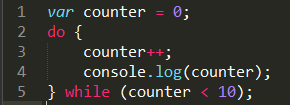 1 var counter = 0;
2 do {
3     counter++;
4     console.log(counter);
5 } while (counter < 10);